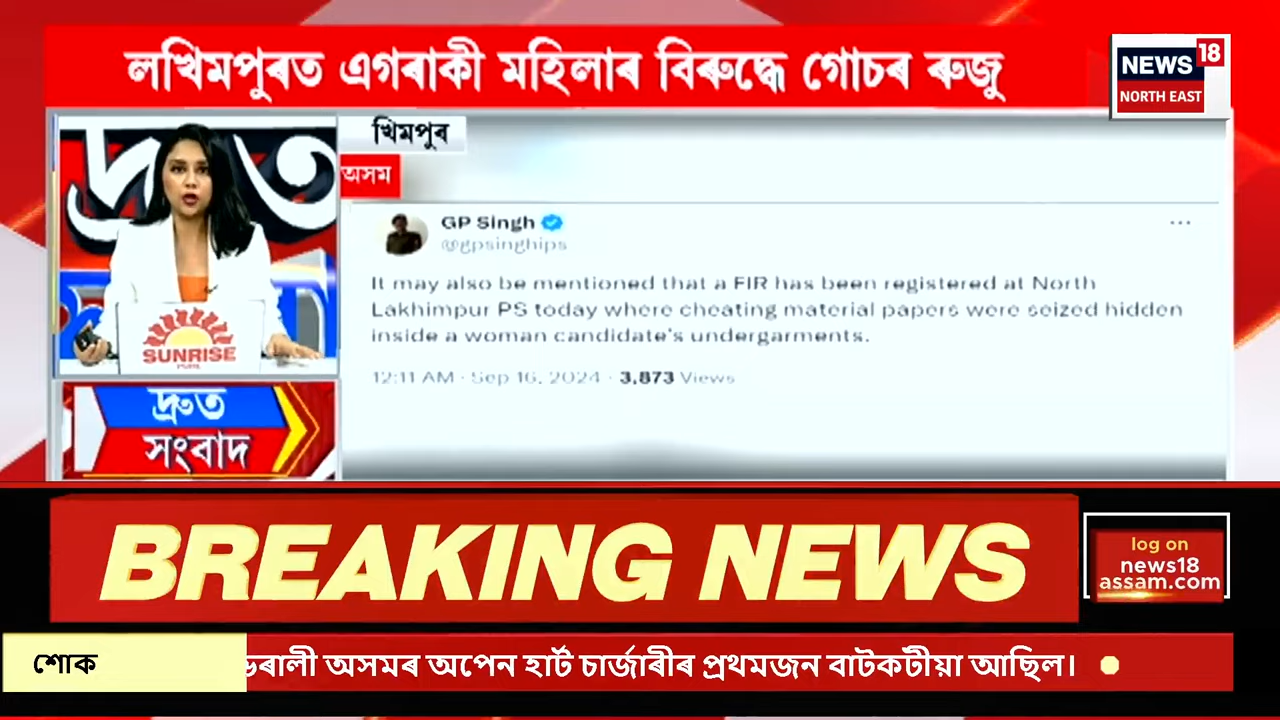 লখিমপুৰত এগৰাকী মহিলাৰ বিৰুদ্ধে গোচৰ ৰুজু
NEWS 18
NORTH EAST
দ্ৰুত
খিমপুৰ
অসম
GP Singh
@gpsinghips
It may also be mentioned that a FIR has been registered at North
Lakhimpur PS today where cheating material papers were seized hidden
inside a woman candidate's undergarments.
12:11 AM · Sep 16, 2024 · 3,873 Views
SUNRISE
PURE
দ্ৰুত
সংবাদ
BREAKING NEWS
log on
news18
assam.com
শোক
ভৰালী অসমৰ অপেন হাৰ্ট চাৰ্জাৰীৰ প্ৰথমজন বাটকটীয়া আছিল।